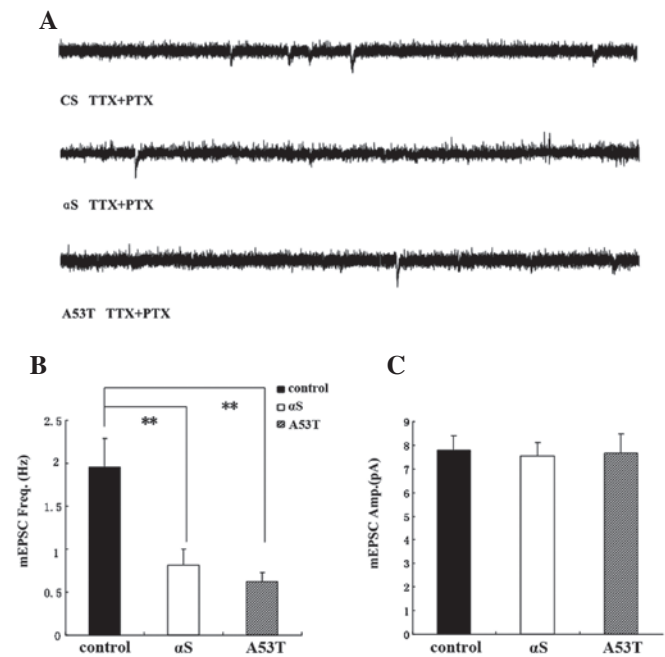 A
CS TTX+PTX
αS TTX+PTX
A53T TTX+PTX
B
control
αS
A53T
**
**
mEPSC Freq. (Hz)
2.5
2
1.5
1
0.5
0
control αS A53T
C
mEPSC Amp.(pA)
9
8
7
6
5
4
3
2
1
0
control αS A53T